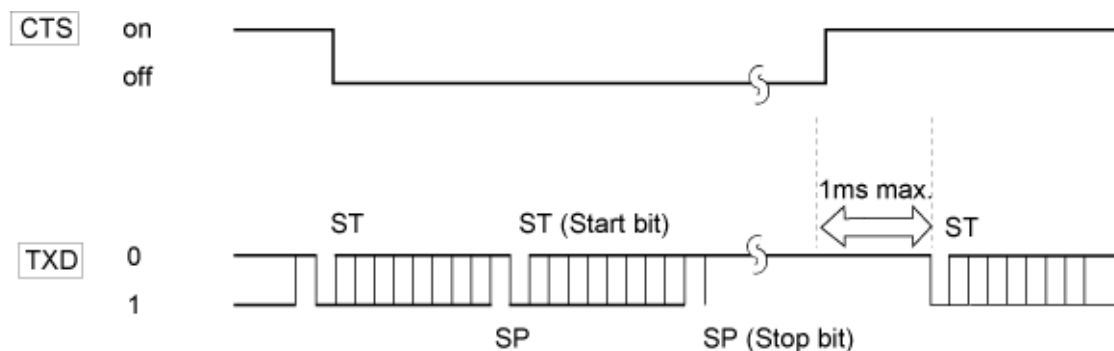 CTS on
off
1ms max.
ST ST (Start bit) ST
TXD 0
1
SP SP (Stop bit)